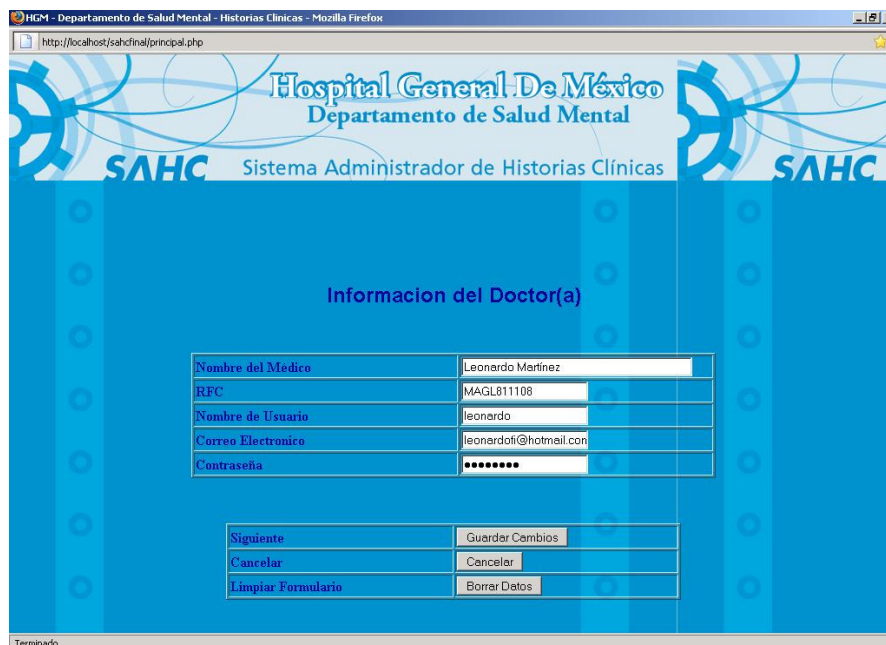 HGM - Departamento de Salud Mental - Historias Clinicas - Mozilla Firefox
http://localhost/sahcfinal/principal.php
Hospital General De México
Departamento de Salud Mental
SAHC Sistema Administrador de Historias Clínicas SAHC
Informacion del Doctor(a)
Nombre del Médico Leonardo Martínez
RFC MAGL811108
Nombre de Usuario leonardo
Correo Electronico leonardofi@hotmail.con
Contraseña ••••••••
Siguiente Guardar Cambios
Cancelar Cancelar
Limpiar Formulario Borrar Datos
Terminado